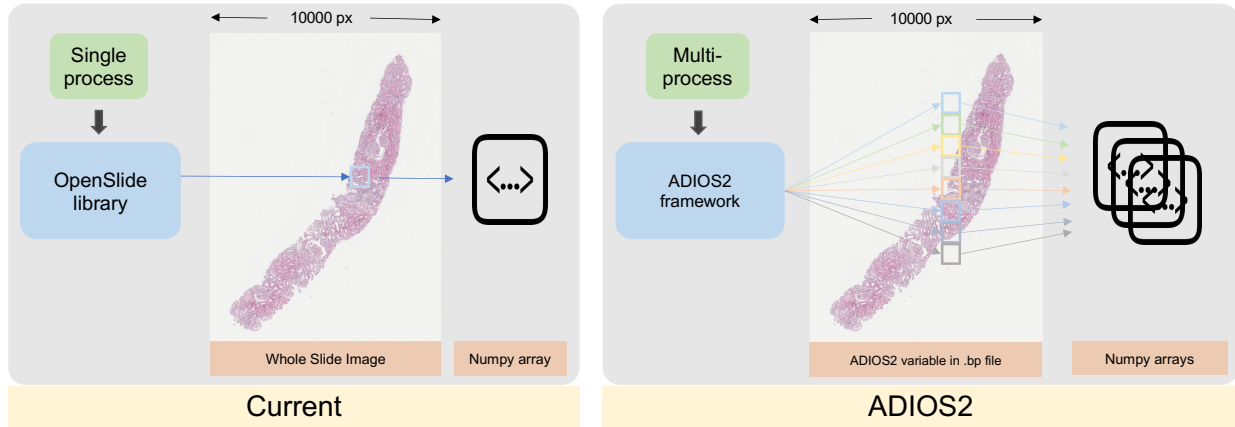 10000 px
Single
process
OpenSlide
library
<...>
Whole Slide Image
Numpy array
Current
10000 px
Multi-
process
ADIOS2
framework
<...>
<...>
<...>
ADIOS2 variable in .bp file
Numpy arrays
ADIOS2